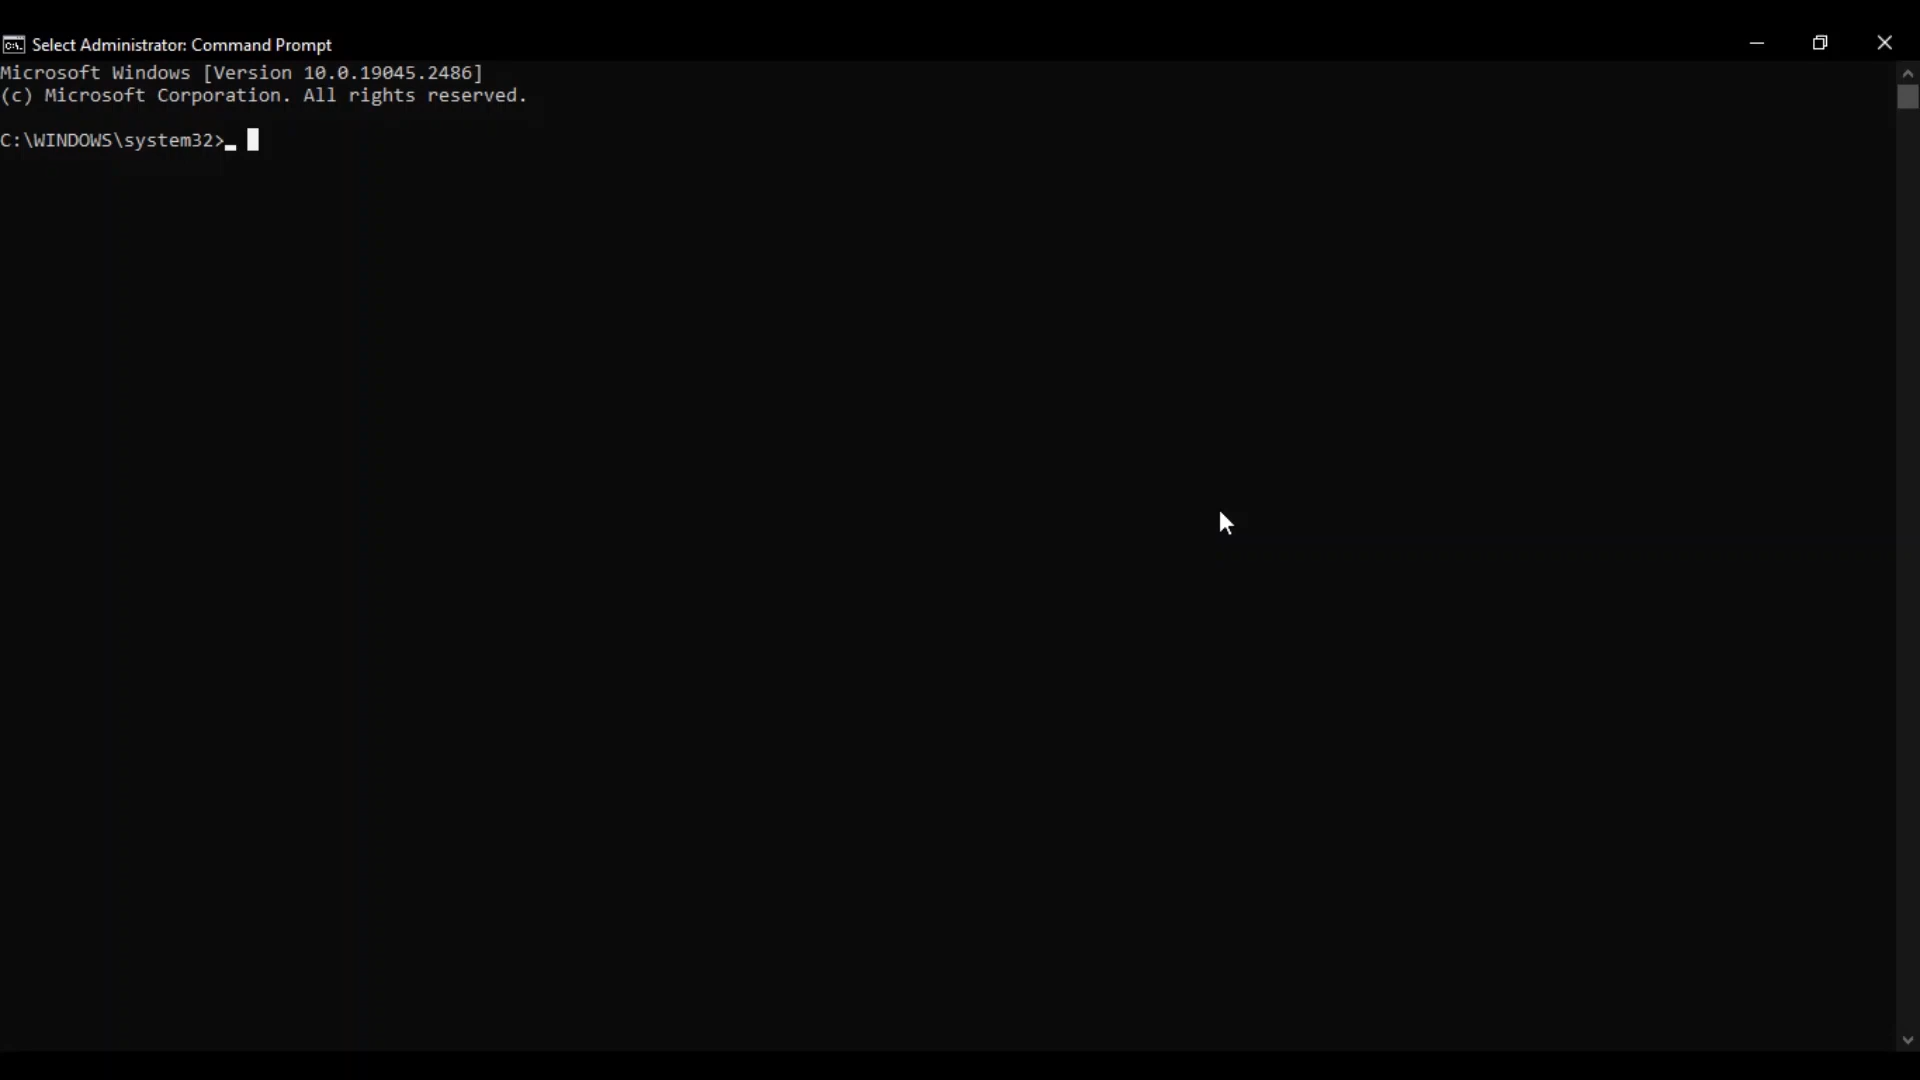 Select Administrator: Command Prompt
Microsoft Windows [Version 10.0.19045.2486]
(c) Microsoft Corporation. All rights reserved.
C:\WINDOWS\system32>